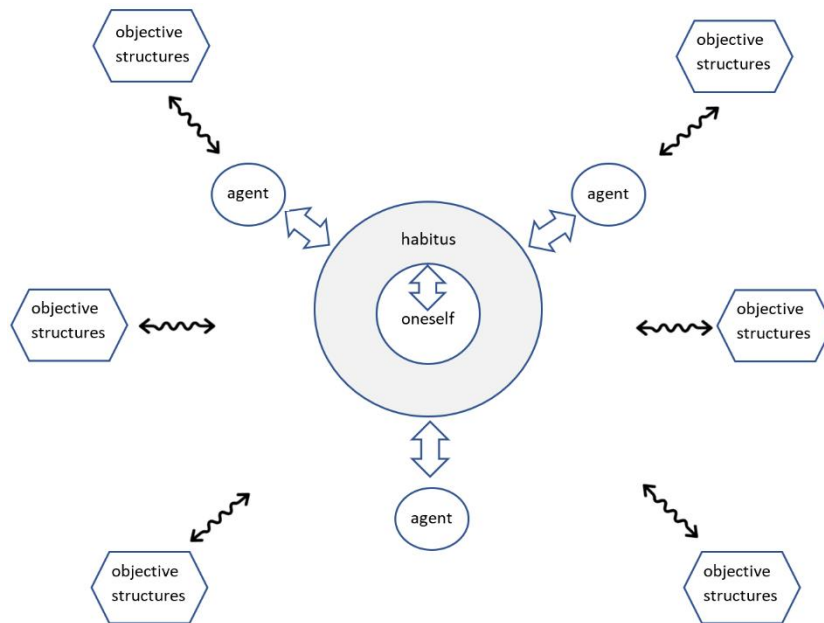 objective
structures
objective
structures
agent
agent
habitus
objective
structures
oneself
objective
structures
agent
objective
structures
objective
structures